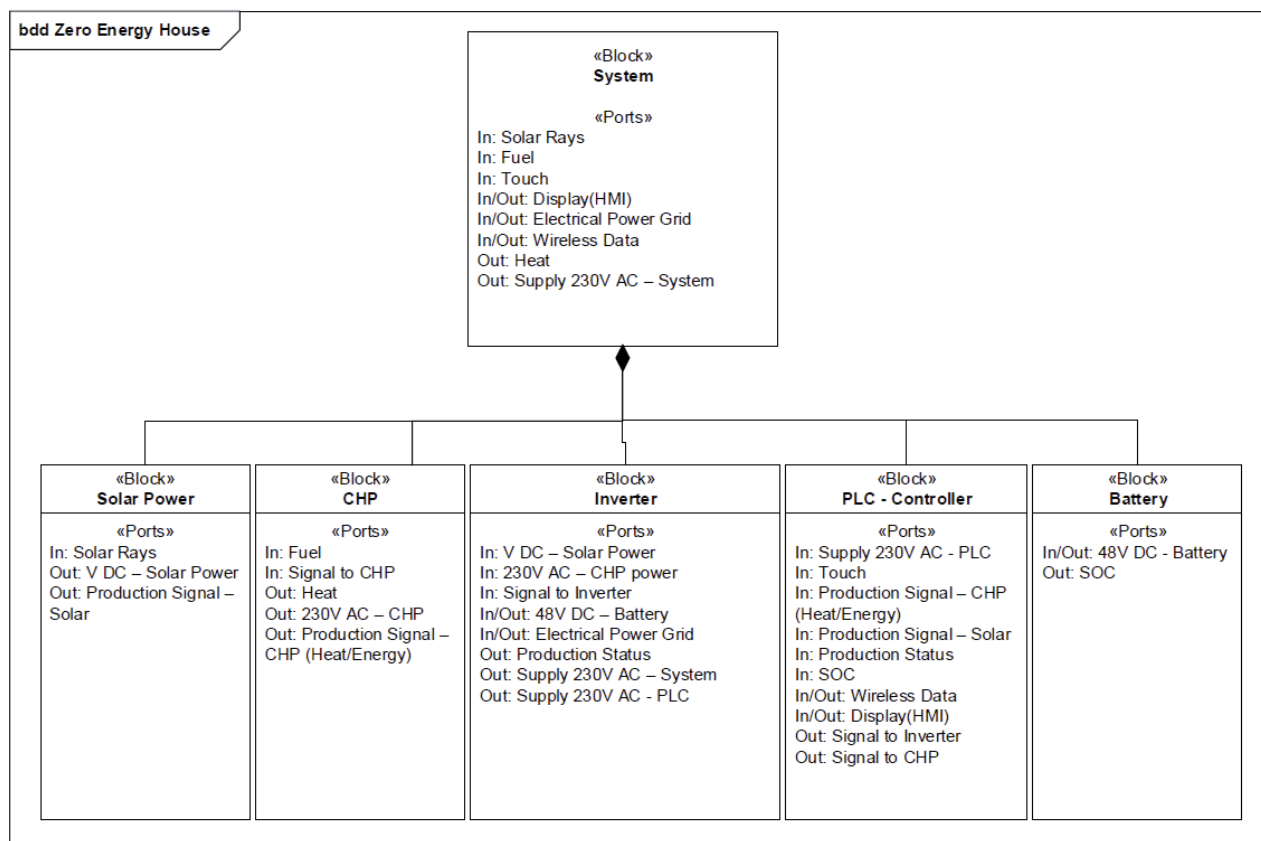 bdd Zero Energy House
«Block»
System
«Ports»
In: Solar Rays
In: Fuel
In: Touch
In/Out: Display(HMI)
In/Out: Electrical Power Grid
In/Out: Wireless Data
Out: Heat
Out: Supply 230V AC – System
«Block»
Solar Power
«Ports»
In: Solar Rays
Out: V DC – Solar Power
Out: Production Signal –
Solar
«Block»
CHP
«Ports»
In: Fuel
In: Signal to CHP
Out: Heat
Out: 230V AC – CHP
Out: Production Signal –
CHP (Heat/Energy)
«Block»
Inverter
«Ports»
In: V DC – Solar Power
In: 230V AC – CHP power
In: Signal to Inverter
In/Out: 48V DC – Battery
In/Out: Electrical Power Grid
Out: Production Status
Out: Supply 230V AC – System
Out: Supply 230V AC - PLC
«Block»
PLC - Controller
«Ports»
In: Supply 230V AC - PLC
In: Touch
In: Production Signal – CHP
(Heat/Energy)
In: Production Signal – Solar
In: Production Status
In: SOC
In/Out: Wireless Data
In/Out: Display(HMI)
Out: Signal to Inverter
Out: Signal to CHP
«Block»
Battery
«Ports»
In/Out: 48V DC - Battery
Out: SOC